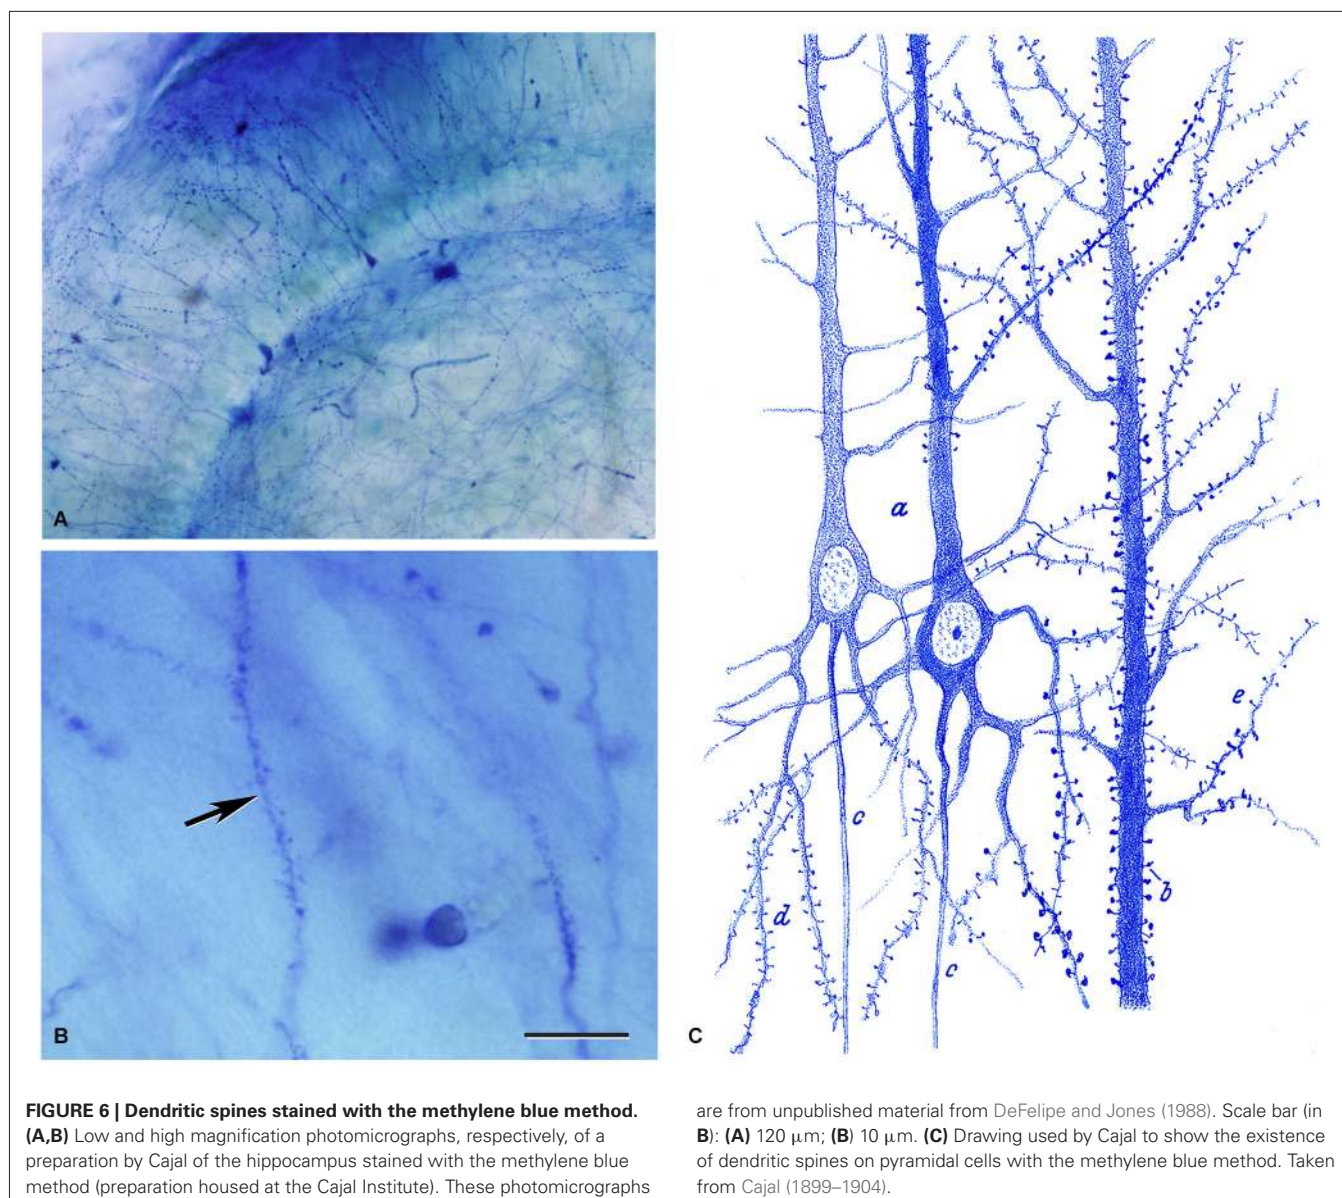 A
B
a
e
c
b
d
c
C
FIGURE 6 | Dendritic spines stained with the methylene blue method.
(A,B) Low and high magnification photomicrographs, respectively, of a
preparation by Cajal of the hippocampus stained with the methylene blue
method (preparation housed at the Cajal Institute). These photomicrographs
are from unpublished material from DeFelipe and Jones (1988). Scale bar (in
B): (A) 120 μm; (B) 10 μm. (C) Drawing used by Cajal to show the existence
of dendritic spines on pyramidal cells with the methylene blue method. Taken
from Cajal (1899–1904).